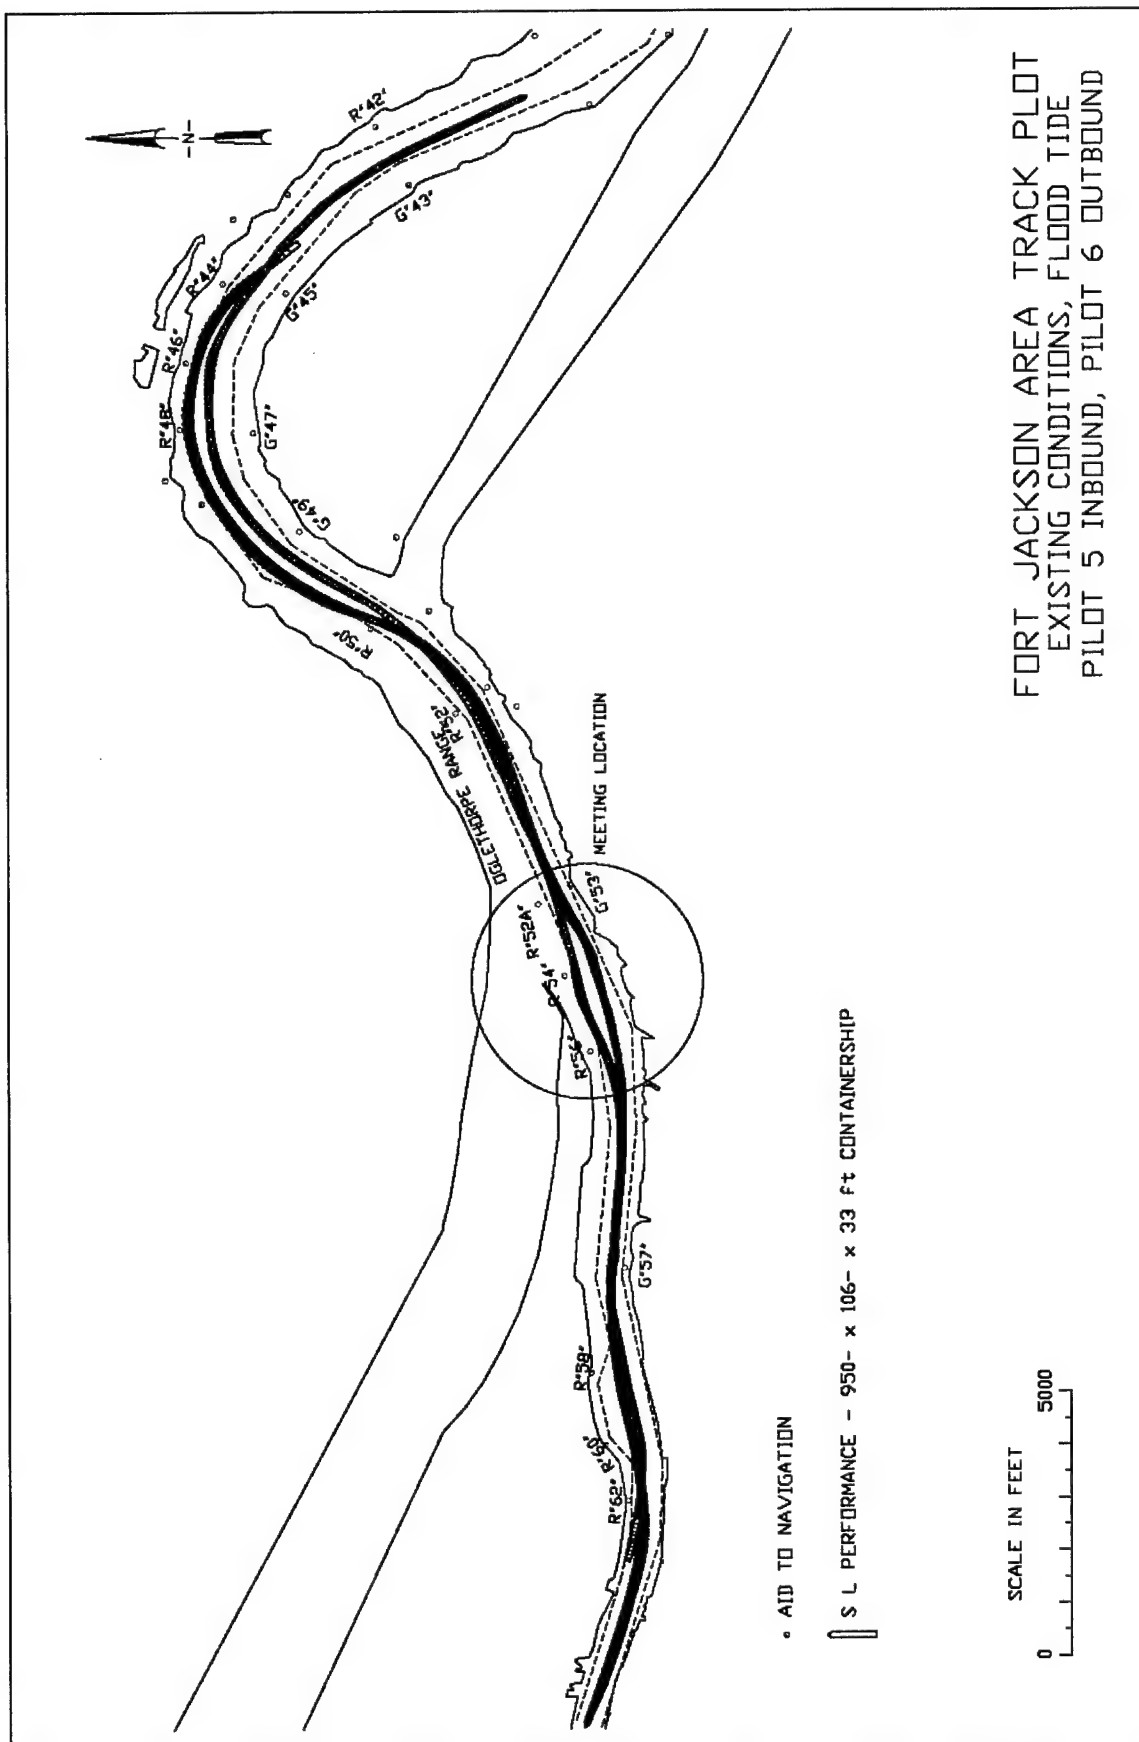 -N-
R"42"
G"43"
R"44"
G"45"
R"46"
R"48"
G"47"
G"49"
R"50"
R"52"
OGLETHORPE RANGE
MEETING LOCATION
R"52A"
G"53"
R"54"
R"56"
G"57"
R"58"
R"60"
R"62"
FORT JACKSON AREA TRACK PLOT
EXISTING CONDITIONS, FLOOD TIDE
PILOT 5 INBOUND, PILOT 6 OUTBOUND
AID TO NAVIGATION
S L PERFORMANCE - 950- x 106- x 33 ft CONTAINERSHIP
SCALE IN FEET
0 5000